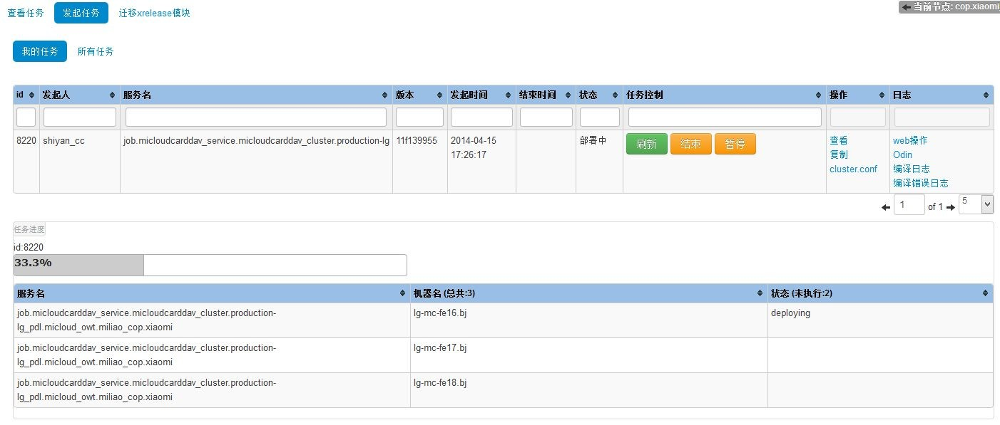 查看任务 发起任务 迁移xrelease模块 当前节点: cop.xiaomi
我的任务 所有任务
id 发起人 服务名 版本 发起时间 结束时间 状态 任务控制 操作 日志
8220 shiyan_cc job.micloudcarddav_service.micloudcarddav_cluster.production-lg 11f139955 2014-04-15 部署中 刷新 结束 暂停 查看 web操作
17:26:17 复制 Odin
cluster.conf 编译日志
编译错误日志
1 of 1 5
任务进度
id:8220
33.3%
服务名 机器名 (总共:3) 状态 (未执行:2)
job.micloudcarddav_service.micloudcarddav_cluster.production- lg-mc-fe16.bj deploying
lg_pdl.micloud_owt.miliao_cop.xiaomi
job.micloudcarddav_service.micloudcarddav_cluster.production- lg-mc-fe17.bj
lg_pdl.micloud_owt.miliao_cop.xiaomi
job.micloudcarddav_service.micloudcarddav_cluster.production- lg-mc-fe18.bj
lg_pdl.micloud_owt.miliao_cop.xiaomi